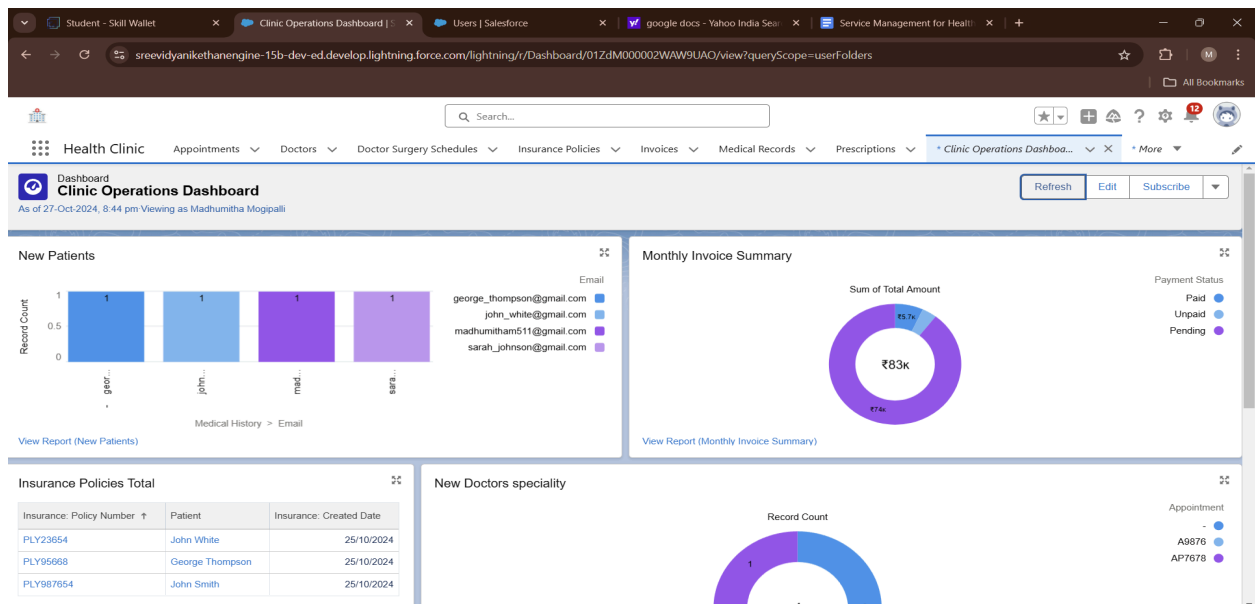 Student - Skill Wallet
Clinic Operations Dashboard | S
Users | Salesforce
google docs - Yahoo India Sear
Service Management for Health
sreevidyanikethanengine-15b-dev-ed.develop.lightning.force.com/lightning/r/Dashboard/01ZdM000002WAW9UAO/view?queryScope=userFolders
M
All Bookmarks
Search...
12
Health Clinic
Appointments
Doctors
Doctor Surgery Schedules
Insurance Policies
Invoices
Medical Records
Prescriptions
* Clinic Operations Dashboa...
* More
Dashboard
Clinic Operations Dashboard
As of 27-Oct-2024, 8:44 pm·Viewing as Madhumitha Mogipalli
Refresh
Edit
Subscribe
New Patients
Record Count
1
0.5
0
1
1
1
1
-
geor...
john...
mad...
sara...
Medical History > Email
Email
george_thompson@gmail.com
john_white@gmail.com
madhumitham511@gmail.com
sarah_johnson@gmail.com
View Report (New Patients)
Monthly Invoice Summary
Sum of Total Amount
₹5.7K
₹83K
₹74K
Payment Status
Paid
Unpaid
Pending
View Report (Monthly Invoice Summary)
Insurance Policies Total
Insurance: Policy Number ↑ Patient Insurance: Created Date
PLY23654 John White 25/10/2024
PLY95668 George Thompson 25/10/2024
PLY987654 John Smith 25/10/2024
New Doctors speciality
Record Count
1
Appointment
-
A9876
AP7678